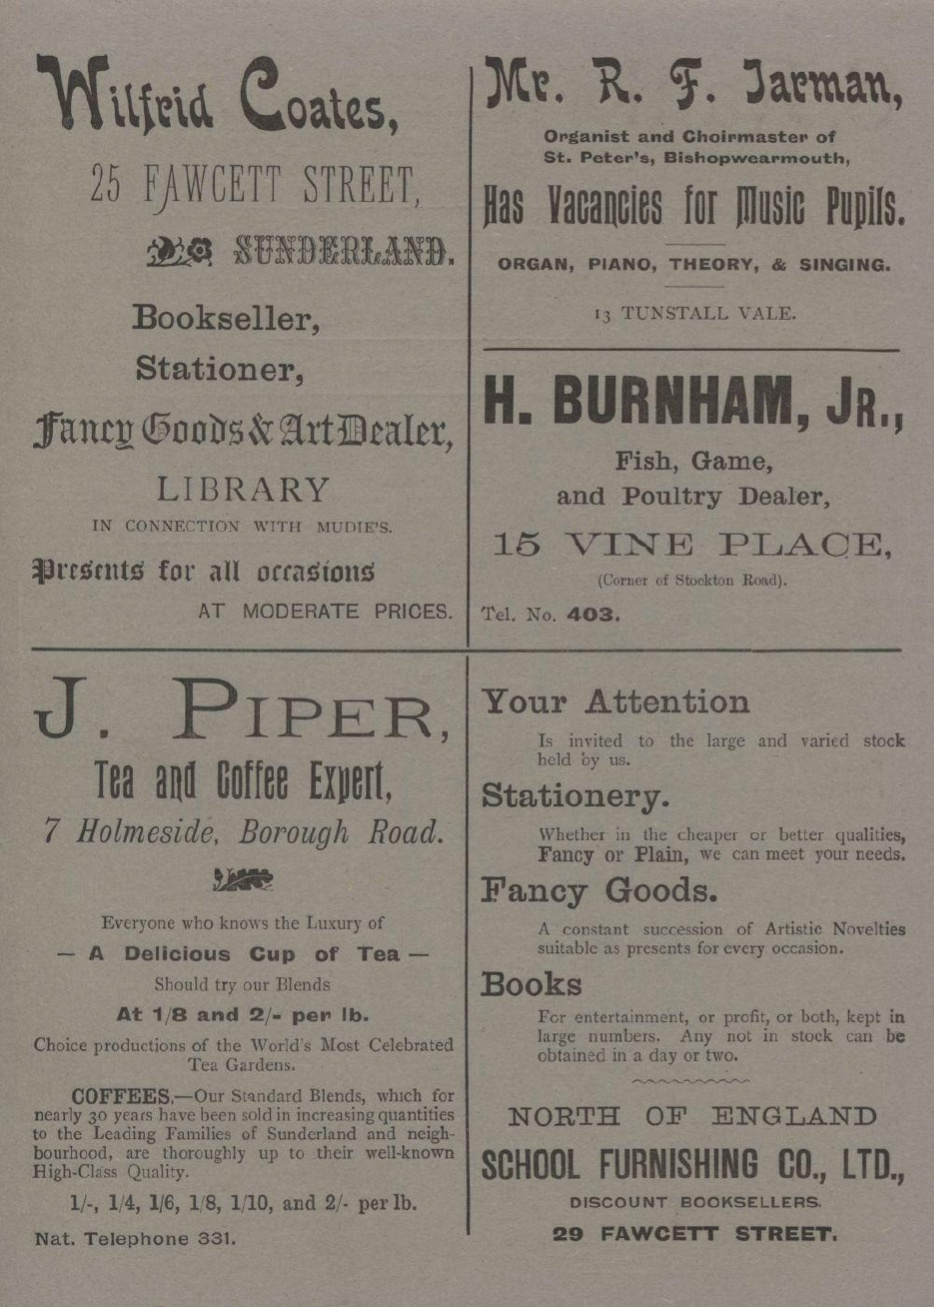 Wilfrid Coates,
25 FAWCETT STREET,
SUNDERLAND.
Bookseller,
Stationer,
Fancy Goods & Art Dealer,
LIBRARY
IN CONNECTION WITH MUDIE'S.
Presents for all occasions
AT MODERATE PRICES.
Mr. R. F. Jarman,
Organist and Choirmaster of
St. Peter's, Bishopwearmouth,
Has Vacancies for Music Pupils.
ORGAN, PIANO, THEORY, & SINGING.
13 TUNSTALL VALE.
H. BURNHAM, JR.,
Fish, Game,
and Poultry Dealer,
15 VINE PLACE,
(Corner of Stockton Road).
Tel. No. 403.
J. PIPER,
Tea and Coffee Expert,
7 Holmeside, Borough Road.
Everyone who knows the Luxury of
— A Delicious Cup of Tea —
Should try our Blends
At 1/8 and 2/- per lb.
Choice productions of the World's Most Celebrated
Tea Gardens.
COFFEES.—Our Standard Blends, which for
nearly 30 years have been sold in increasing quantities
to the Leading Families of Sunderland and neigh-
bourhood, are thoroughly up to their well-known
High-Class Quality.
1/-, 1/4, 1/6, 1/8, 1/10, and 2/- per lb.
Nat. Telephone 331.
Your Attention
Is invited to the large and varied stock
held by us.
Stationery.
Whether in the cheaper or better qualities,
Fancy or Plain, we can meet your needs.
Fancy Goods.
A constant succession of Artistic Novelties
suitable as presents for every occasion.
Books
For entertainment, or profit, or both, kept in
large numbers. Any not in stock can be
obtained in a day or two.
NORTH OF ENGLAND
SCHOOL FURNISHING CO., LTD.,
DISCOUNT BOOKSELLERS.
29 FAWCETT STREET.